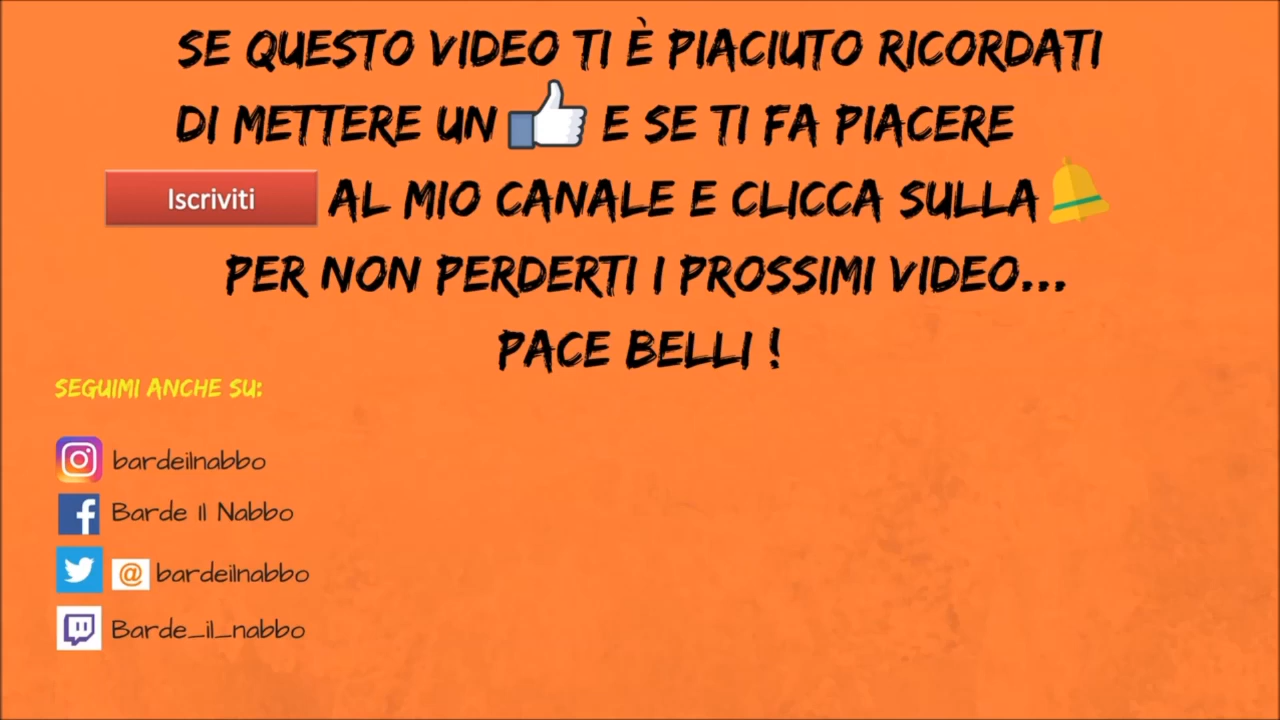 SE QUESTO VIDEO TI È PIACIUTO RICORDATI
DI METTERE UN E SE TI FA PIACERE
Iscriviti AL MIO CANALE E CLICCA SULLA
PER NON PERDERTI I PROSSIMI VIDEO...
PACE BELLI !
SEGUIMI ANCHE SU:
bardeilnabbo
Barde Il Nabbo
@ bardeilnabbo
Barde_il_nabbo